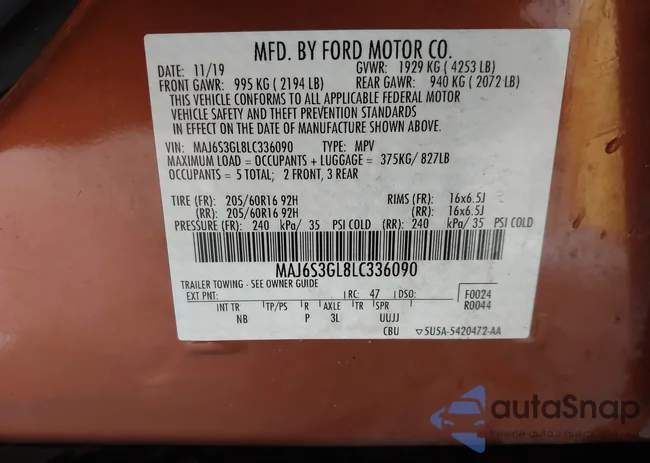 MFD. BY FORD MOTOR CO.
DATE: 11/19 GVWR: 1929 KG ( 4253 LB)
FRONT GAWR: 995 KG ( 2194 LB) REAR GAWR: 940 KG ( 2072 LB)
THIS VEHICLE CONFORMS TO ALL APPLICABLE FEDERAL MOTOR
VEHICLE SAFETY AND THEFT PREVENTION STANDARDS
IN EFFECT ON THE DATE OF MANUFACTURE SHOWN ABOVE.
VIN: MAJ6S3GL8LC336090 TYPE: MPV
MAXIMUM LOAD = OCCUPANTS + LUGGAGE = 375KG/ 827LB
OCCUPANTS = 5 TOTAL; 2 FRONT, 3 REAR
TIRE (FR): 205/60R16 92H RIMS (FR): 16x6.5J
(RR): 205/60R16 92H (RR): 16x6.5J
PRESSURE (FR): 240 kPa/ 35 PSI COLD (RR): 240 kPa/ 35 PSI COLD
MAJ6S3GL8LC336090
TRAILER TOWING - SEE OWNER GUIDE
EXT PNT: RC: 47 DSO: F0024
R0044
INT TR TP/PS R AXLE TR SPR
NB P 3L UUJJ
CBU 5U5A-5420472-AA
autaSnap